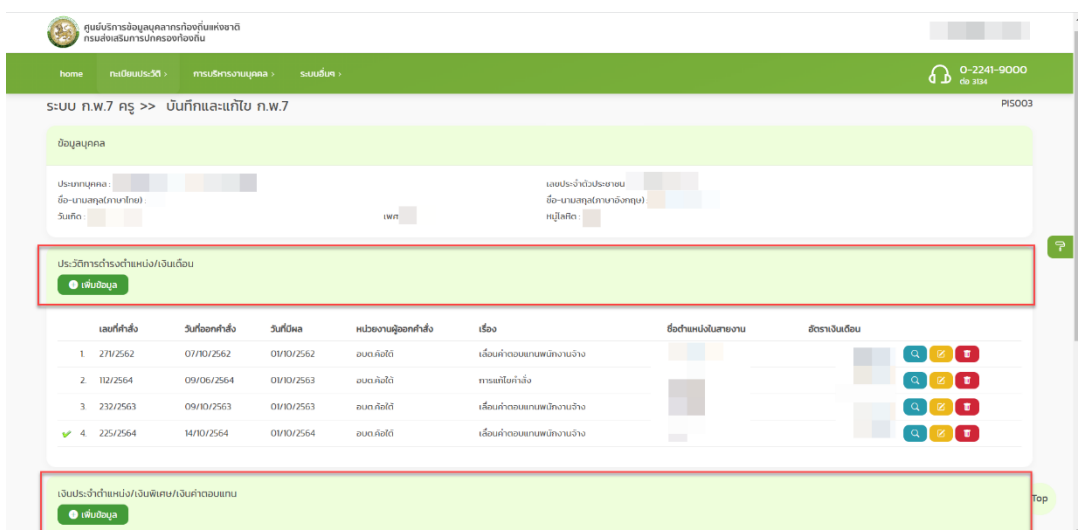 ศูนย์บริการข้อมูลบุคลากรท้องถิ่นแห่งชาติ
กรมส่งเสริมการปกครองท้องถิ่น
home ทะเบียนประวัติ > การบริหารงานบุคคล > ระบบอื่นๆ > 0-2241-9000
ต่อ 3134
ระบบ ก.พ.7 ครู >> บันทึกและแก้ไข ก.พ.7 PIS003
ข้อมูลบุคคล
ประเภทบุคคล : เลขประจำตัวประชาชน
ชื่อ-นามสกุล(ภาษาไทย) : ชื่อ-นามสกุล(ภาษาอังกฤษ) :
วันเกิด : เพศ หมู่โลหิต :
ประวัติการดำรงตำแหน่ง/เงินเดือน
เพิ่มข้อมูล
เลขที่คำสั่ง วันที่ออกคำสั่ง วันที่มีผล หน่วยงานผู้ออกคำสั่ง เรื่อง ชื่อตำแหน่งในสายงาน อัตราเงินเดือน
1. 271/2562 07/10/2562 01/10/2562 อบต.ค้อใต้ เลื่อนค่าตอบแทนพนักงานจ้าง
2. 112/2564 09/06/2564 01/10/2563 อบต.ค้อใต้ การแก้ไขคำสั่ง
3. 232/2563 09/10/2563 01/10/2563 อบต.ค้อใต้ เลื่อนค่าตอบแทนพนักงานจ้าง
4. 225/2564 14/10/2564 01/10/2564 อบต.ค้อใต้ เลื่อนค่าตอบแทนพนักงานจ้าง
เงินประจำตำแหน่ง/เงินพิเศษ/เงินค่าตอบแทน
เพิ่มข้อมูล
Top